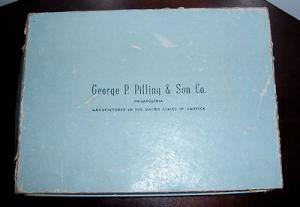 George P. Pilling & Son Co.
PHILADELPHIA
MANUFACTURED IN THE UNITED STATES OF AMERICA